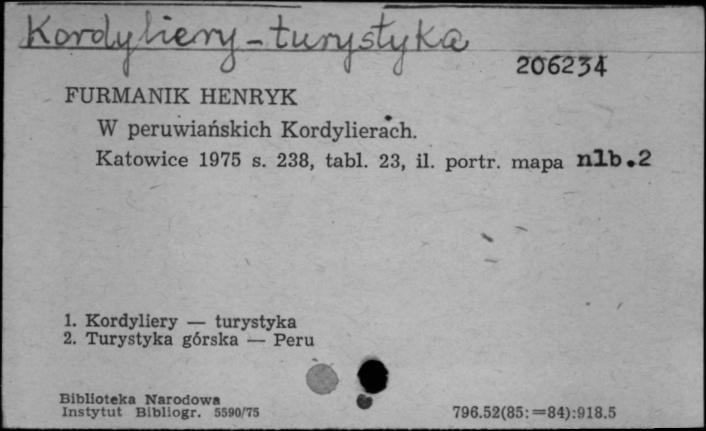 Kordyliery - turystyka
206234
FURMANIK HENRYK
W peruwiańskich Kordylierach.
Katowice 1975 s. 238, tabl. 23, il. portr. mapa nlb.2
1. Kordyliery — turystyka
2. Turystyka górska — Peru
Biblioteka Narodowa
Instytut Bibliogr. 5590/75
796.52(85:=84):918.5